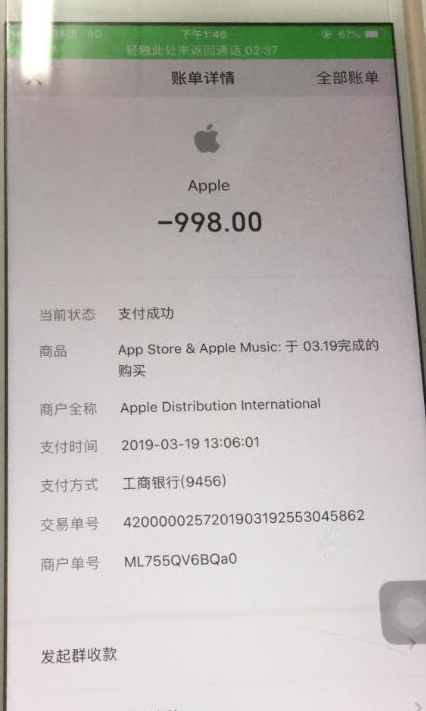 移动 4G 下午1:46 67%
轻触此处来返回通话 02:37
账单详情 全部账单
Apple
-998.00
当前状态 支付成功
商品 App Store & Apple Music: 于 03.19完成的
购买
商户全称 Apple Distribution International
支付时间 2019-03-19 13:06:01
支付方式 工商银行(9456)
交易单号 4200000257201903192553045862
商户单号 ML755QV6BQa0
发起群收款